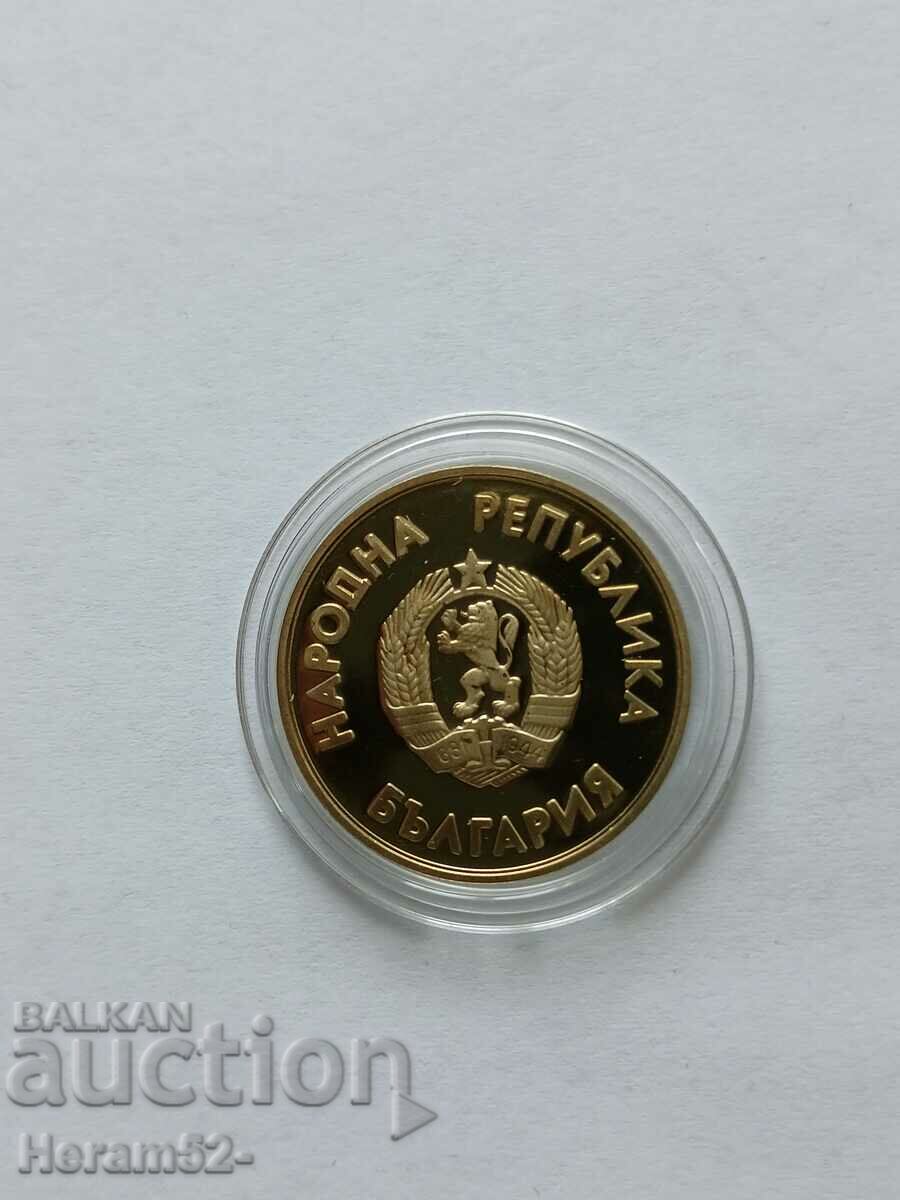 НАРОДНА РЕПУБЛИКА
БЪЛГАРИЯ
681 1944
BALKAN
auction
Heram52-